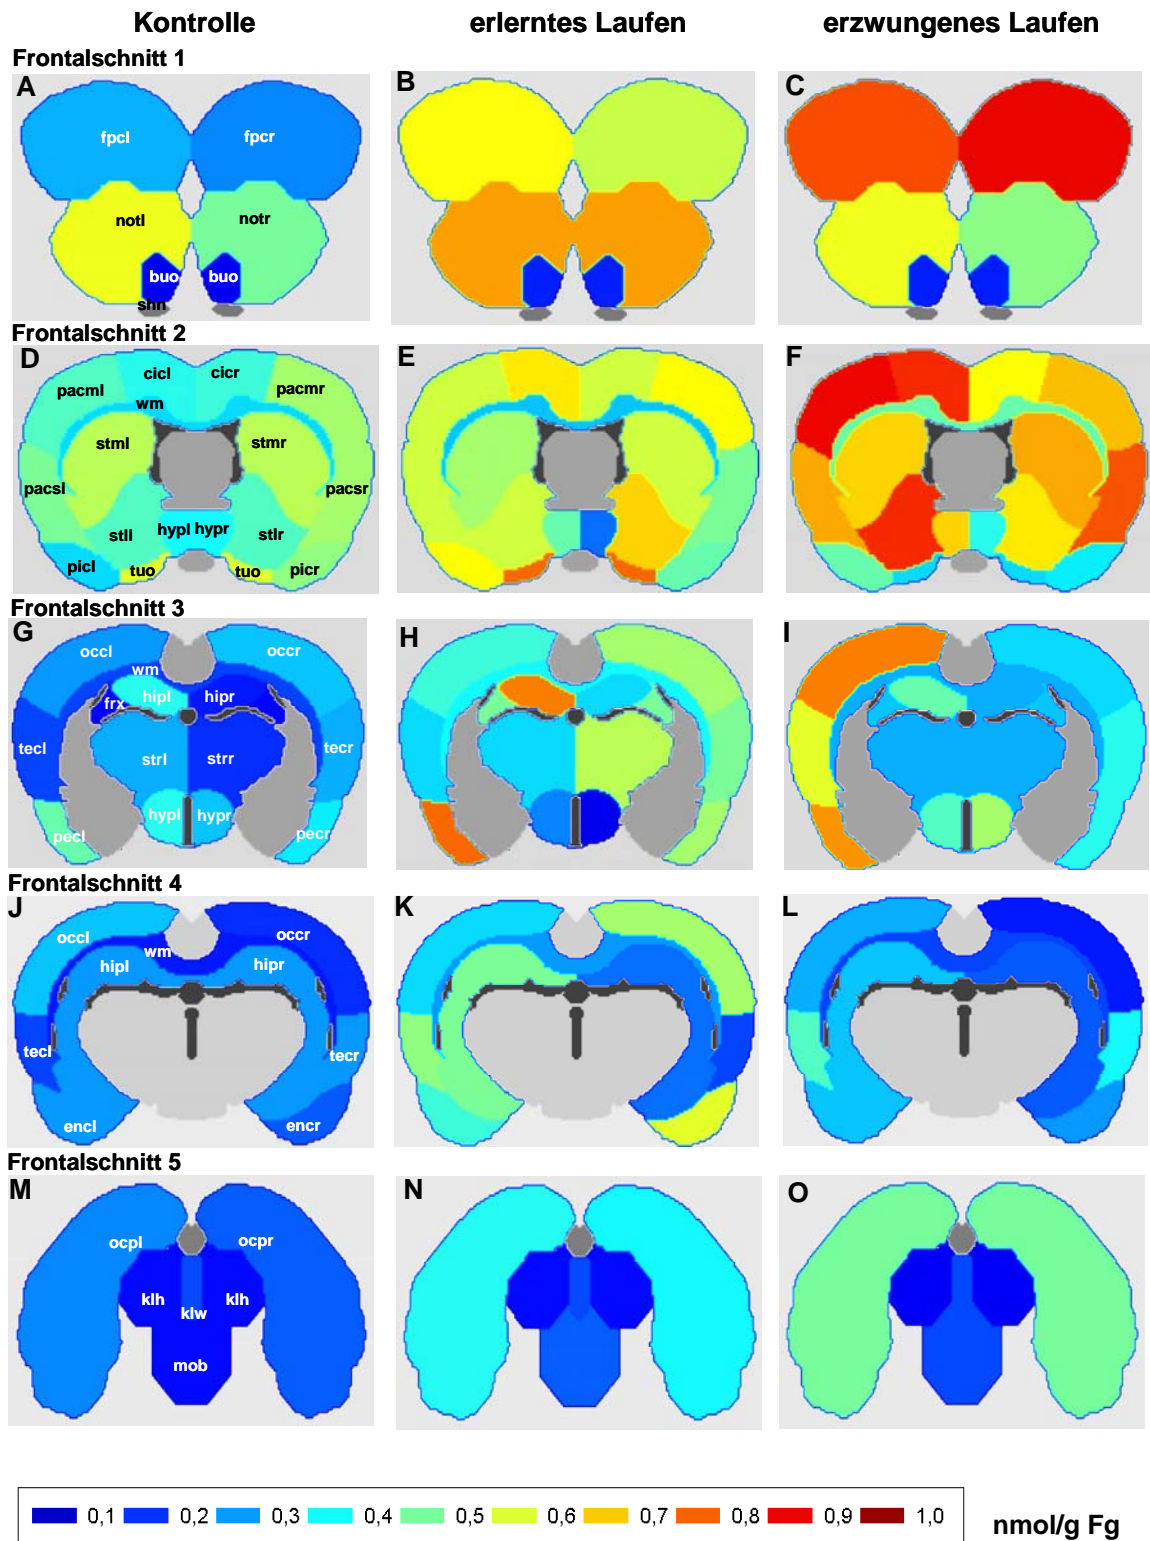 Kontrolle erlerntes Laufen erzwungenes Laufen
Frontalschnitt 1
A B C
fpcl fpcr
notl notr
buo buo
shn
Frontalschnitt 2
D E F
cicl cicr
pacml pacmr
wm
stml stmr
pacsl pacsr
stll hypl hypr stlr
picl tuo tuo picr
Frontalschnitt 3
G H I
occl occr
wm
frx hipl hipr
tecl tecr
strl strr
hypl hypr
pecl pecr
Frontalschnitt 4
J K L
occl occr
wm
hipl hipr
tecl tecr
encl encr
Frontalschnitt 5
M N O
ocpl ocpr
klh klw klh
mob
0,1 0,2 0,3 0,4 0,5 0,6 0,7 0,8 0,9 1,0
nmol/g Fg